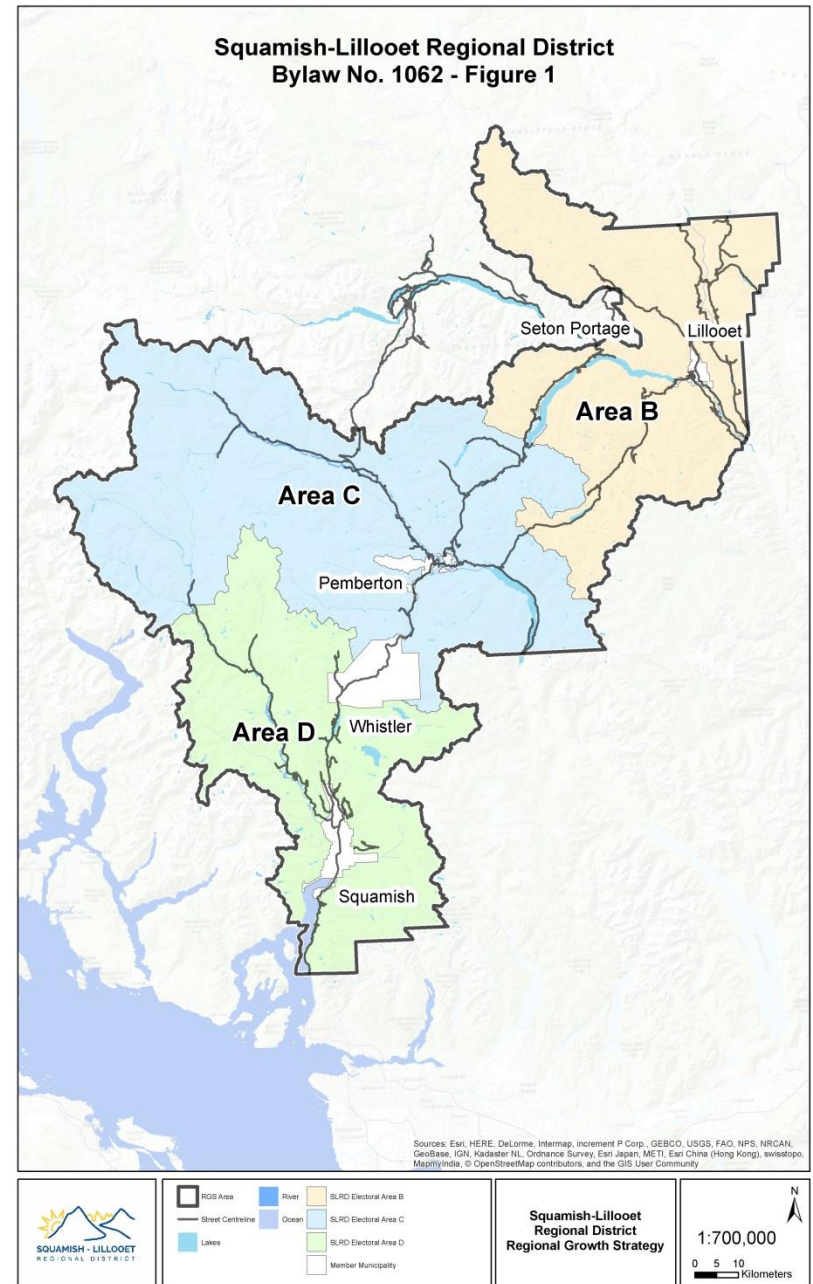 Squamish-Lillooet Regional District
Bylaw No. 1062 - Figure 1
Seton Portage
Lillooet
Area B
Area C
Pemberton
Area D
Whistler
Squamish
Sources: Esri, HERE, DeLorme, Intermap, increment P Corp., GEBCO, USGS, FAO, NPS, NRCAN,
GeoBase, IGN, Kadaster NL, Ordnance Survey, Esri Japan, METI, Esri China (Hong Kong), swisstopo,
MapmyIndia, © OpenStreetMap contributors, and the GIS User Community
SQUAMISH - LILLOOET
REGIONAL DISTRICT
RGS Area
Street Centreline
Lakes
River
Ocean
SLRD Electoral Area B
SLRD Electoral Area C
SLRD Electoral Area D
Member Municipality
Squamish-Lillooet
Regional District
Regional Growth Strategy
N
1:700,000
0 5 10
Kilometers